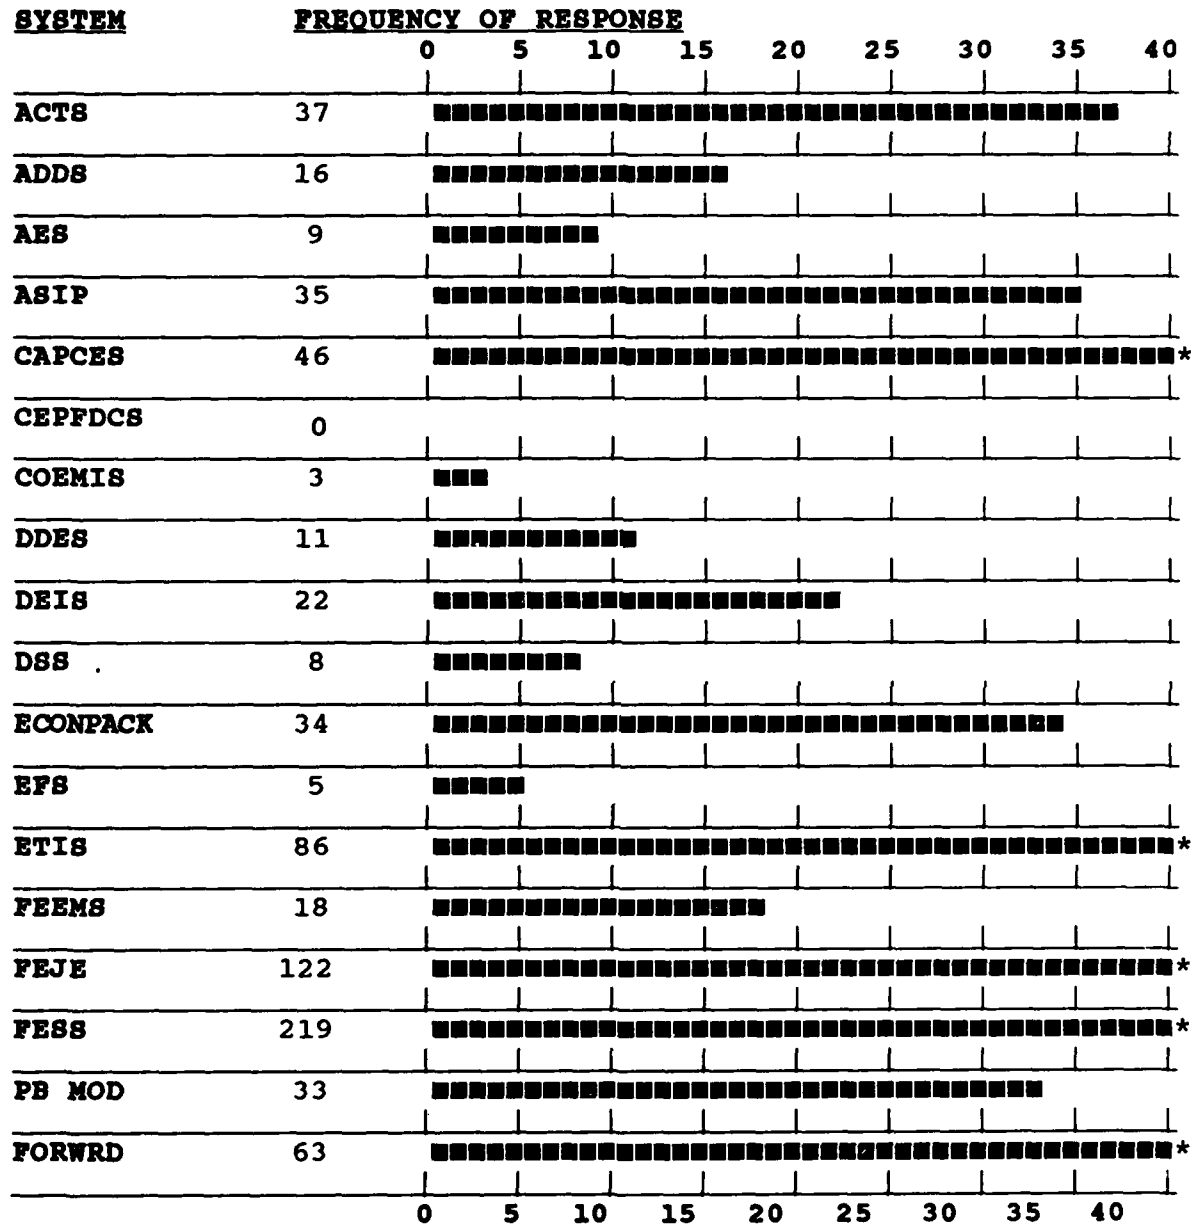 SYSTEM FREQUENCY OF RESPONSE
0 5 10 15 20 25 30 35 40
ACTS 37
ADDS 16
AES 9
ASIP 35
CAPCES 46 *
CEPFDCS 0
COEMIS 3
DDES 11
DEIS 22
DSS 8
ECONPACK 34
EFS 5
ETIS 86 *
FEEMS 18
FEJE 122 *
FESS 219 *
PB MOD 33
FORWRD 63 *
0 5 10 15 20 25 30 35 40